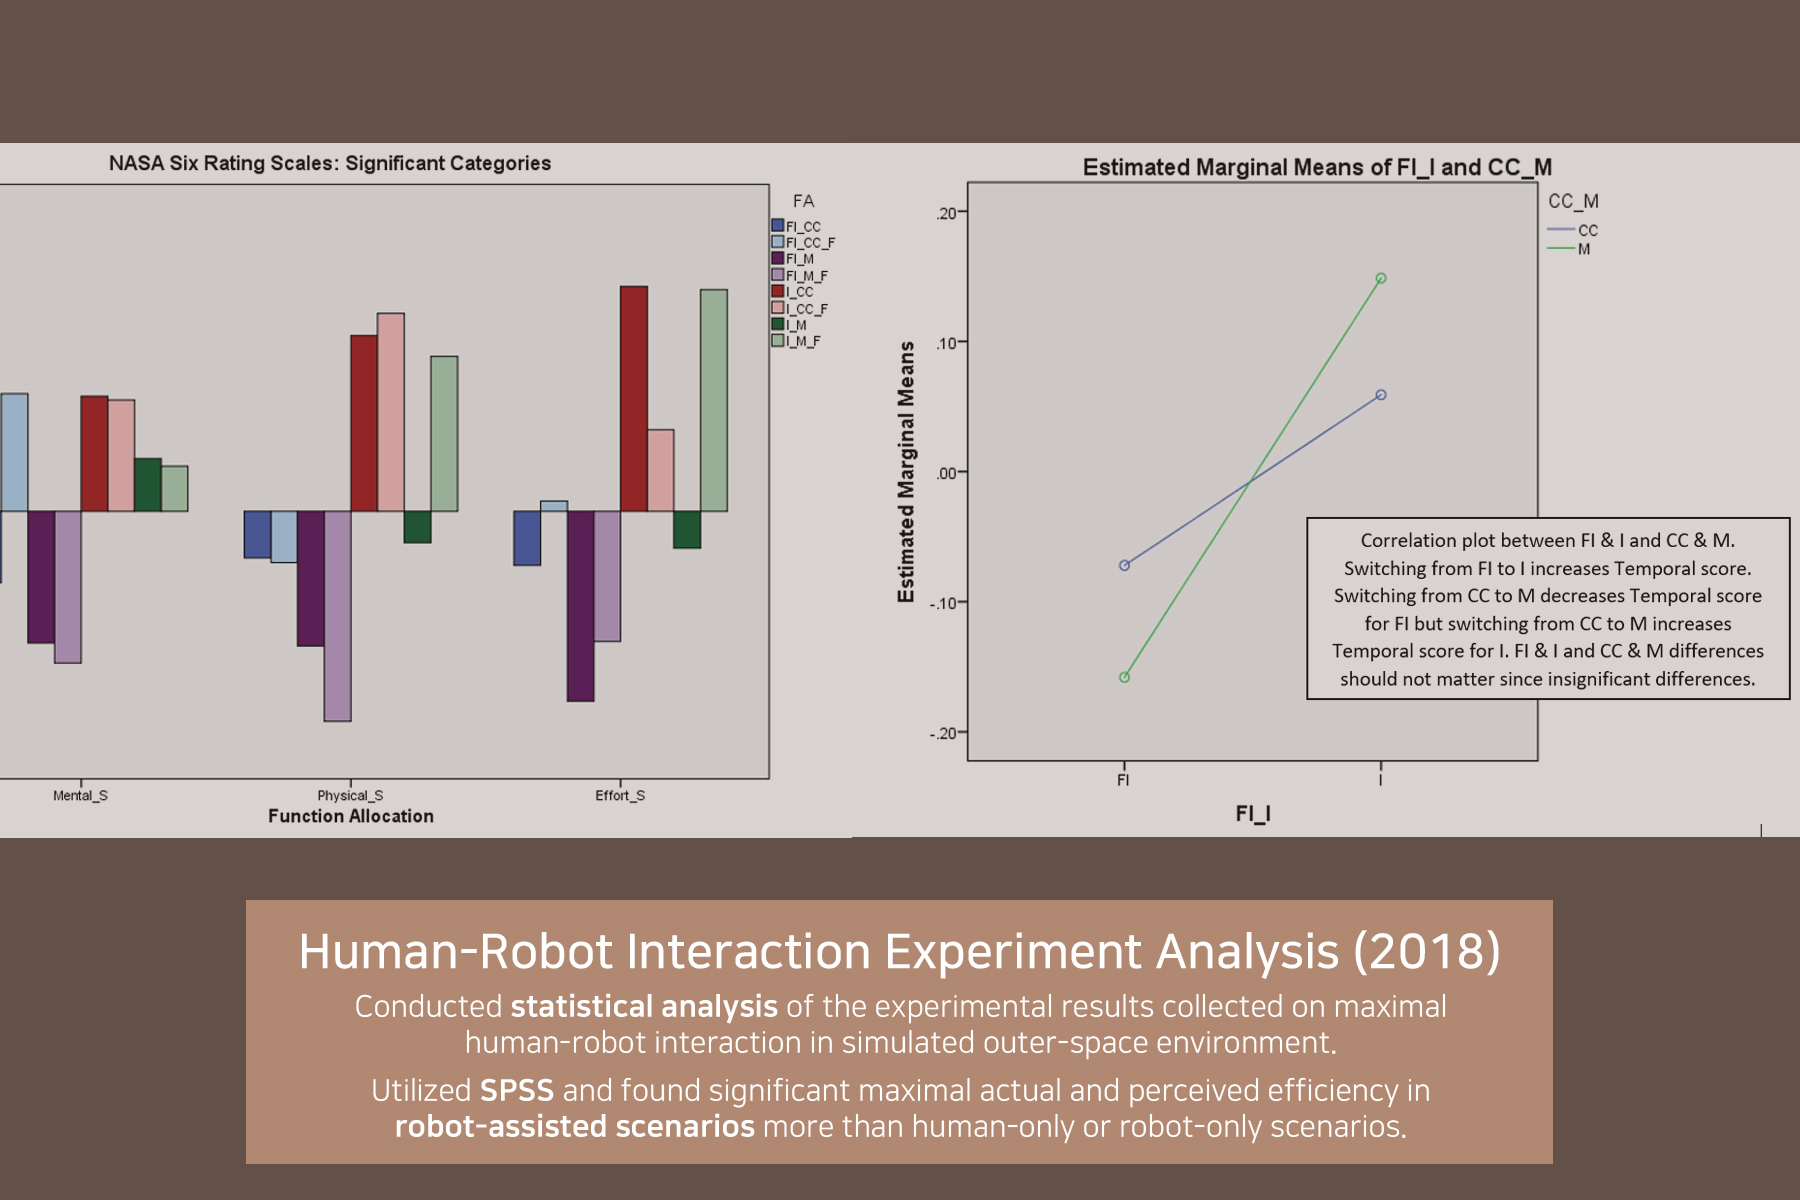 NASA Six Rating Scales: Significant Categories
FA
FI_CC
FI_CC_F
FI_M
FI_M_F
I_CC
I_CC_F
I_M
I_M_F
Mental_S
Physical_S
Effort_S
Function Allocation
Estimated Marginal Means of FI_I and CC_M
CC_M
CC
M
Estimated Marginal Means
.20
.10
.00
-.10
-.20
FI
I
FI_I
Correlation plot between FI & I and CC & M.
Switching from FI to I increases Temporal score.
Switching from CC to M decreases Temporal score
for FI but switching from CC to M increases
Temporal score for I. FI & I and CC & M differences
should not matter since insignificant differences.
Human-Robot Interaction Experiment Analysis (2018)
Conducted statistical analysis of the experimental results collected on maximal
human-robot interaction in simulated outer-space environment.
Utilized SPSS and found significant maximal actual and perceived efficiency in
robot-assisted scenarios more than human-only or robot-only scenarios.